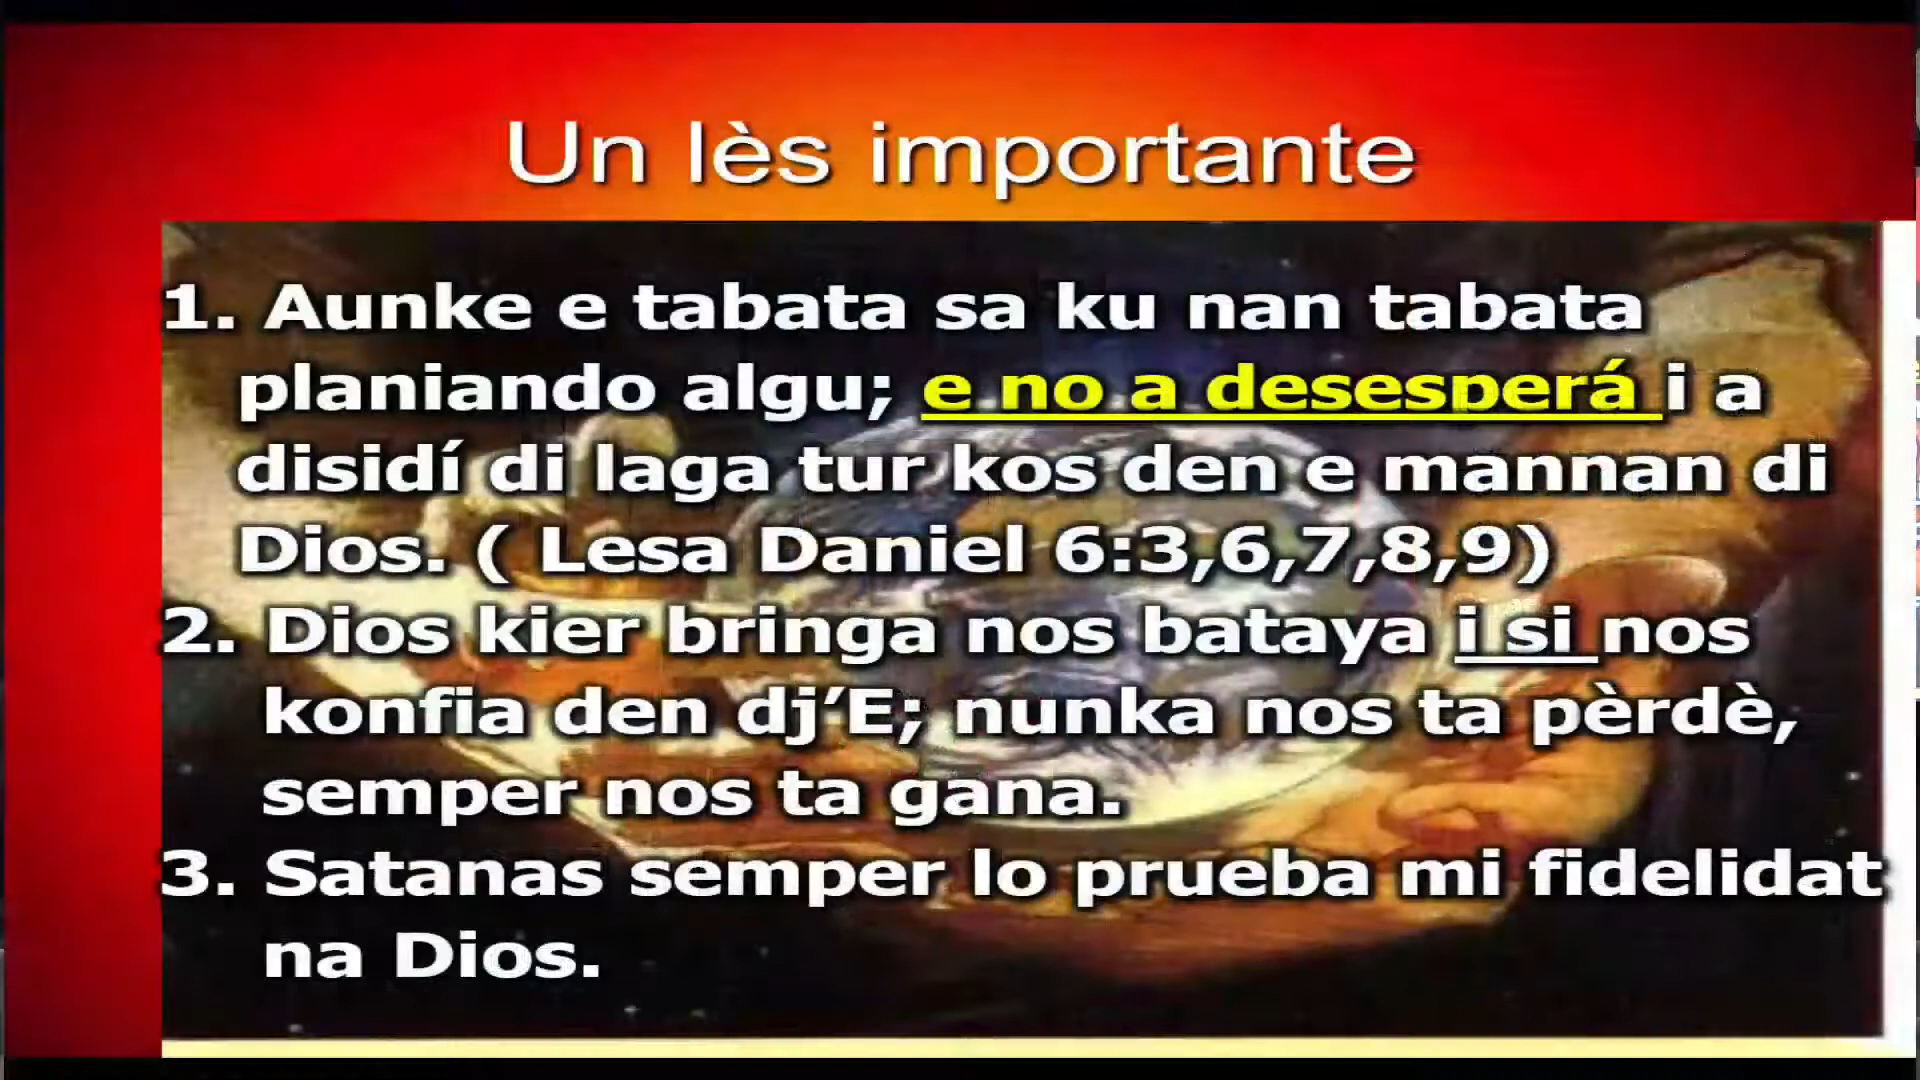 Un lès importante
1. Aunke e tabata sa ku nan tabata
planiando algu; e no a desesperá i a
disidí di laga tur kos den e mannan di
Dios. ( Lesa Daniel 6:3,6,7,8,9)
2. Dios kier bringa nos bataya i si nos
konfia den dj’E; nunka nos ta pèrdè,
semper nos ta gana.
3. Satanas semper lo prueba mi fidelidat
na Dios.